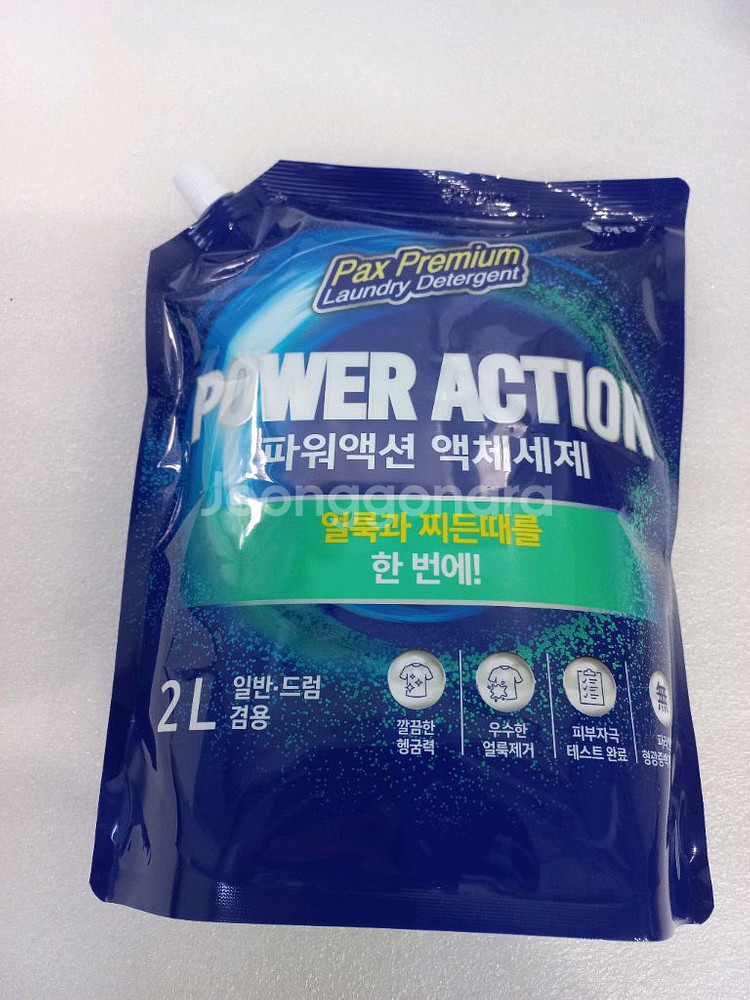 Pax Premium
Laundry Detergent
POWER ACTION
파워액션 액체세제
Joonggonara
얼룩과 찌든때를
한 번에!
2L
일반·드럼
겸용
깔끔한
헹굼력
우수한
얼룩제거
피부자극
테스트 완료
無